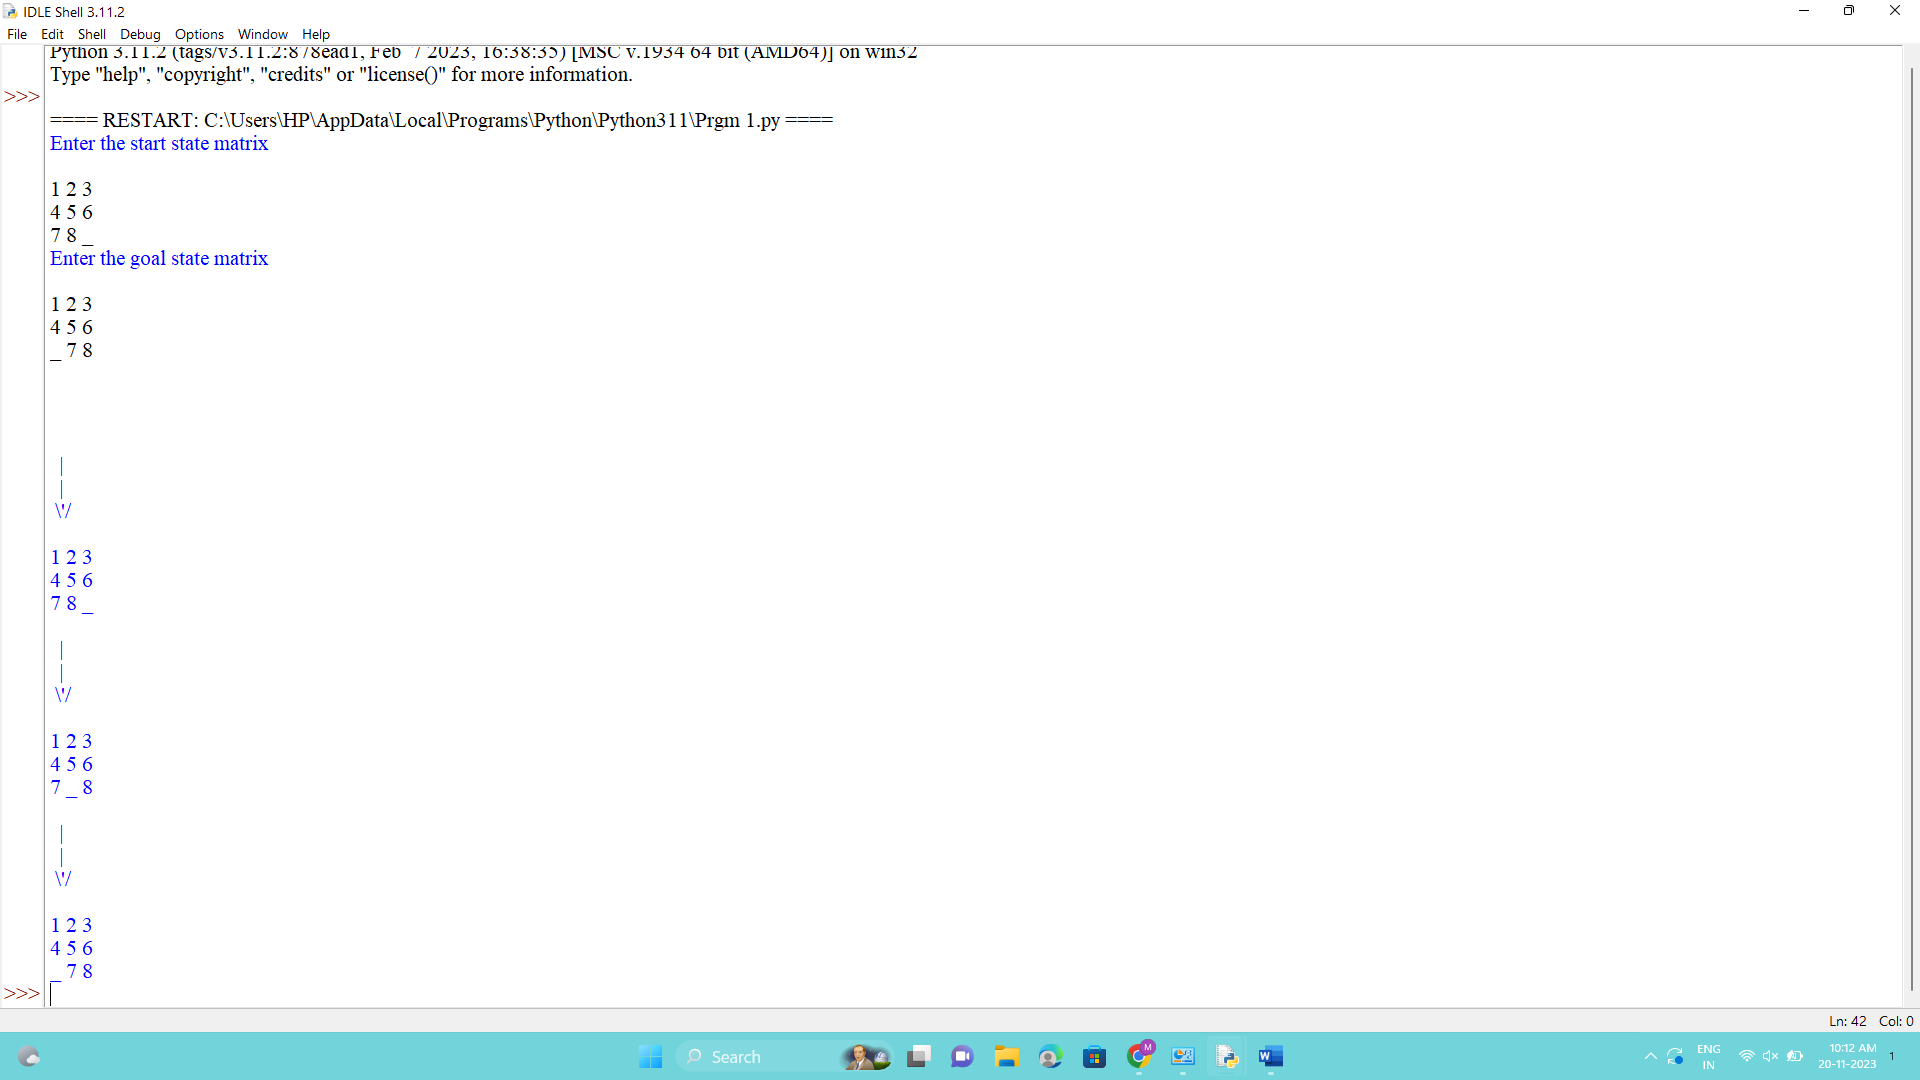 IDLE Shell 3.11.2
File Edit Shell Debug Options Window Help
Python 3.11.2 (tags/v3.11.2:878ead1, Feb  7 2023, 16:38:35) [MSC v.1934 64 bit (AMD64)] on win32
Type "help", "copyright", "credits" or "license()" for more information.
>>>
==== RESTART: C:\Users\HP\AppData\Local\Programs\Python\Python311\Prgm 1.py ====
Enter the start state matrix
1 2 3
4 5 6
7 8 _
Enter the goal state matrix
1 2 3
4 5 6
_ 7 8
|
|
\'/
1 2 3
4 5 6
7 8 _
|
|
\'/
1 2 3
4 5 6
7 _ 8
|
|
\'/
1 2 3
4 5 6
_ 7 8
>>>
Ln: 42 Col: 0
Search
M
W
ENG
IN
10:12 AM
20-11-2023
1